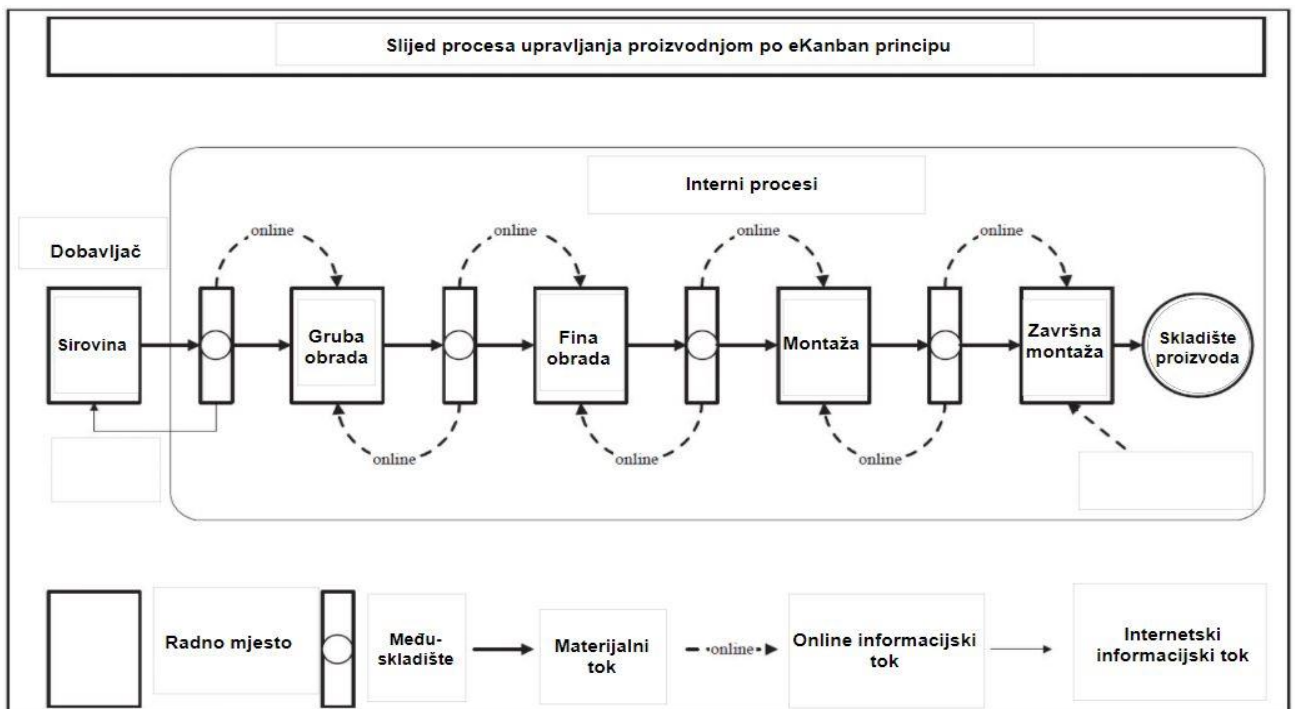 Slijed procesa upravljanja proizvodnjom po eKanban principu
Interni procesi
Dobavljač
online
online
online
online
Sirovina
Gruba
obrada
Fina
obrada
Montaža
Završna
montaža
Skladište
proizvoda
online
online
online
Radno mjesto
Među-
skladište
Materijalni
tok
online
Online informacijski
tok
Internetski
informacijski tok